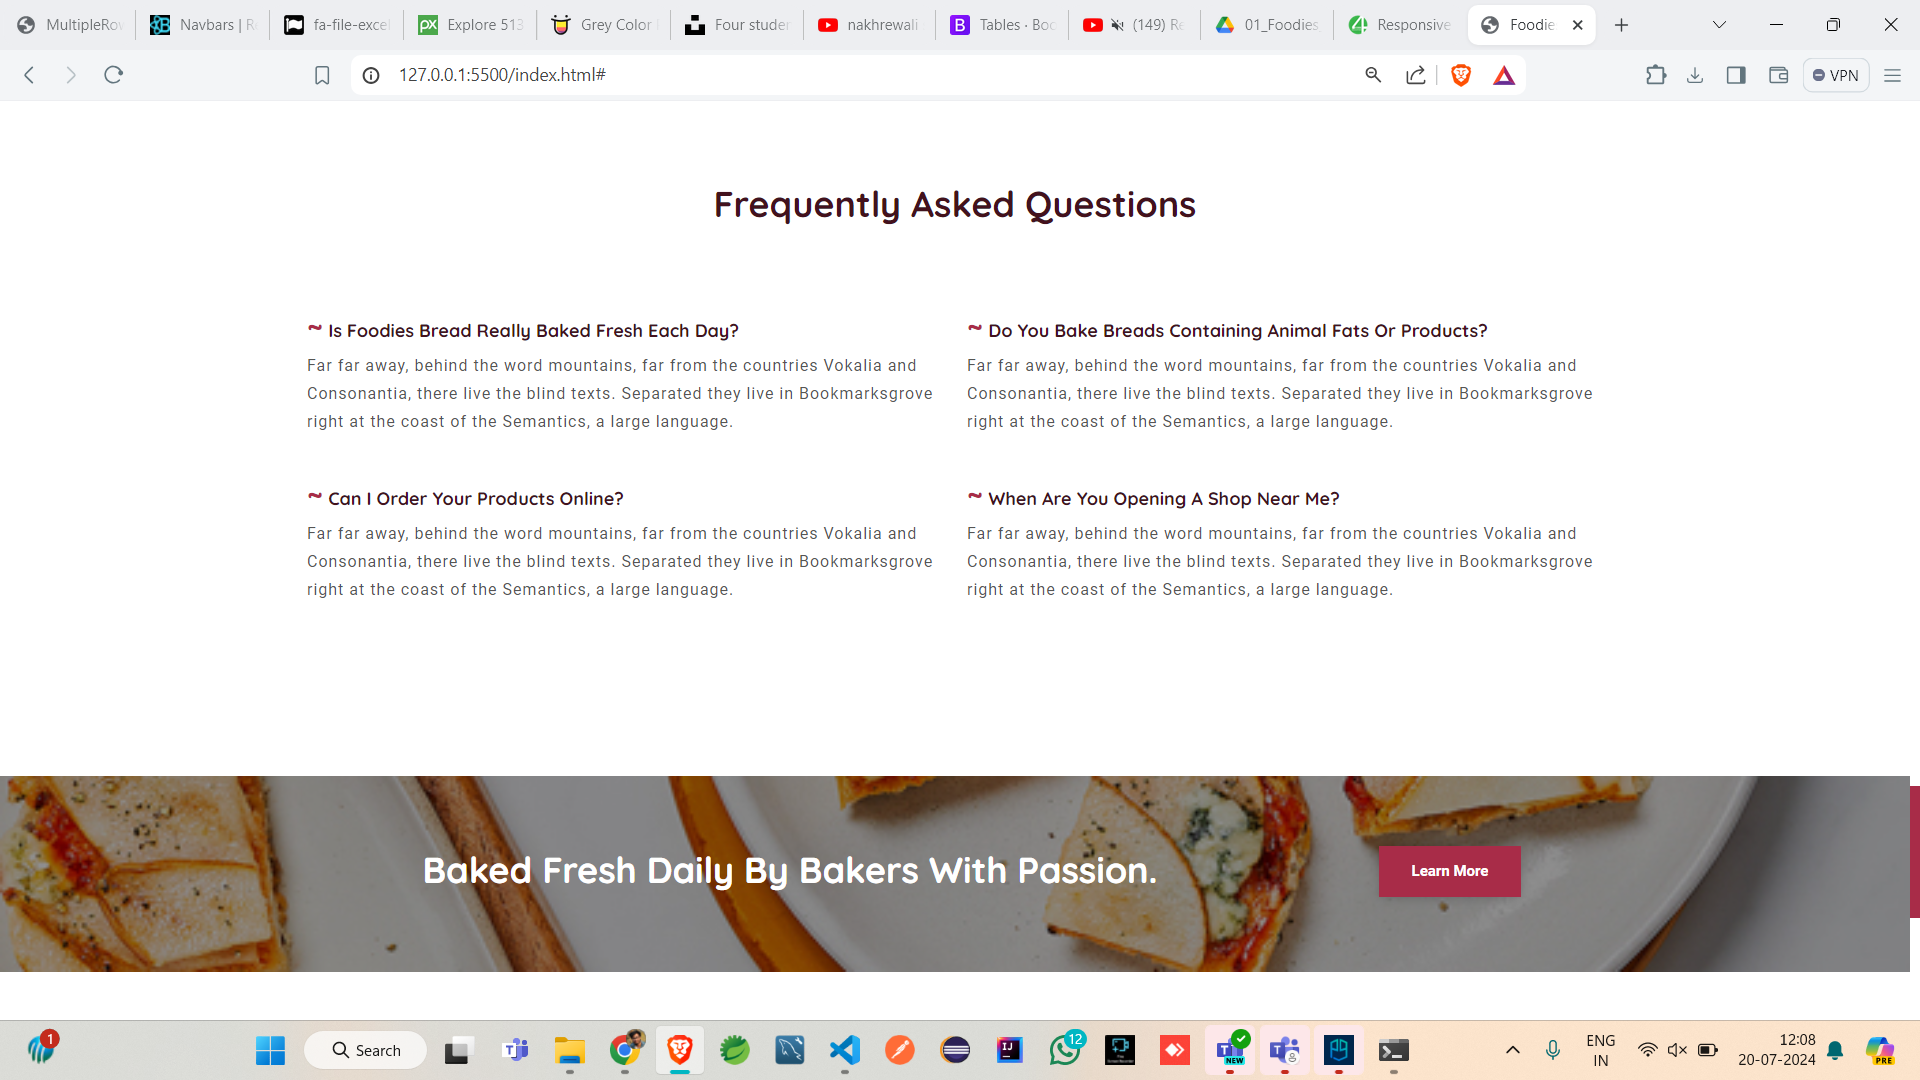 MultipleRo
Navbars | R
fa-file-excel
Explore 513
Grey Color
Four studen
nakhrewali
Tables · Boo
(149) Re
01_Foodies
Responsive
Foodie
127.0.0.1:5500/index.html#
VPN
Frequently Asked Questions
~ Is Foodies Bread Really Baked Fresh Each Day?
Far far away, behind the word mountains, far from the countries Vokalia and
Consonantia, there live the blind texts. Separated they live in Bookmarksgrove
right at the coast of the Semantics, a large language.
~ Do You Bake Breads Containing Animal Fats Or Products?
Far far away, behind the word mountains, far from the countries Vokalia and
Consonantia, there live the blind texts. Separated they live in Bookmarksgrove
right at the coast of the Semantics, a large language.
~ Can I Order Your Products Online?
Far far away, behind the word mountains, far from the countries Vokalia and
Consonantia, there live the blind texts. Separated they live in Bookmarksgrove
right at the coast of the Semantics, a large language.
~ When Are You Opening A Shop Near Me?
Far far away, behind the word mountains, far from the countries Vokalia and
Consonantia, there live the blind texts. Separated they live in Bookmarksgrove
right at the coast of the Semantics, a large language.
Baked Fresh Daily By Bakers With Passion.
Learn More
1
Search
12
NEW
ENG
IN
12:08
20-07-2024
PRE